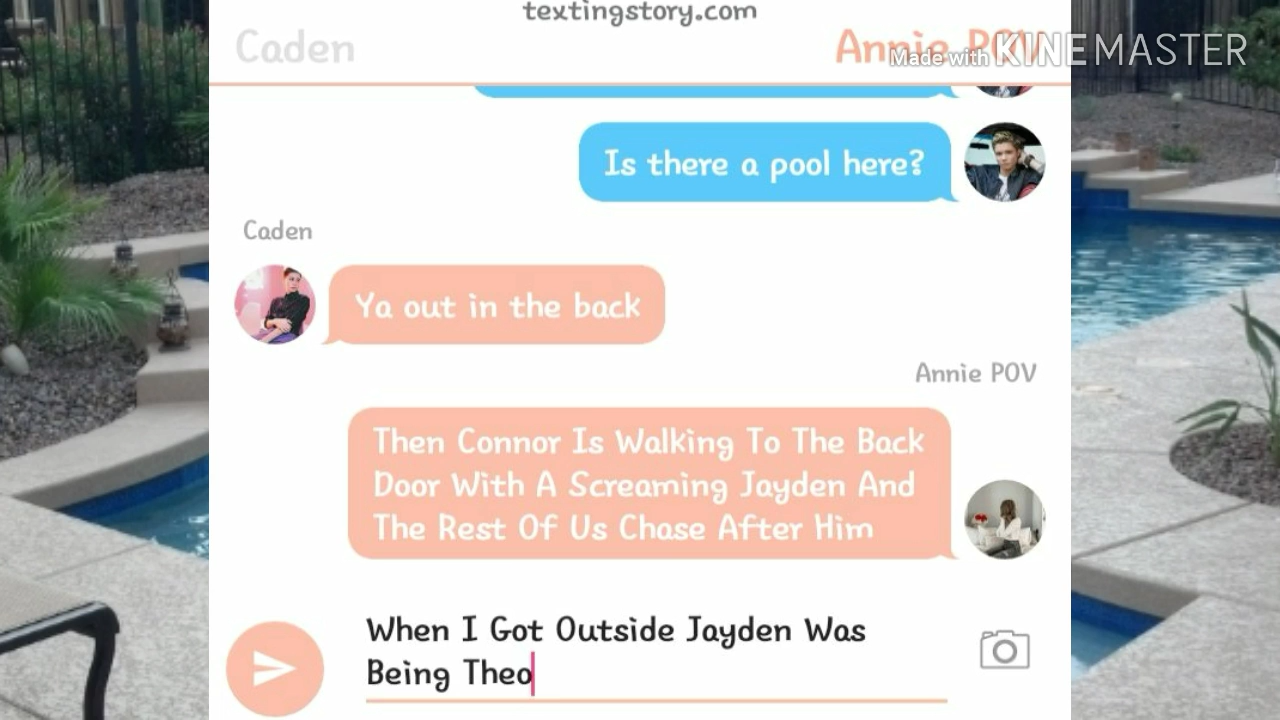 textingstory.com
Caden
Annie POV
Made with KINEMASTER
Is there a pool here?
Caden
Ya out in the back
Annie POV
Then Connor Is Walking To The Back
Door With A Screaming Jayden And
The Rest Of Us Chase After Him
When I Got Outside Jayden Was
Being Theo